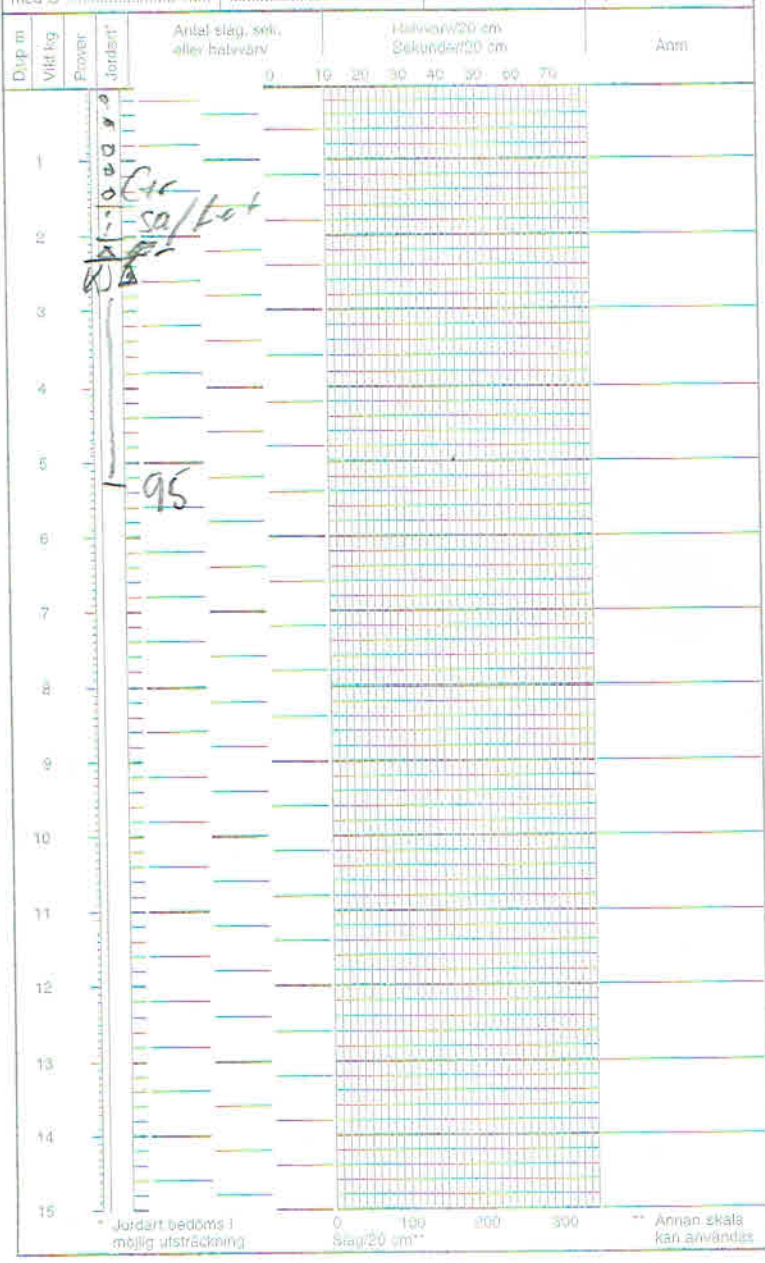 Djup m
Vikt kg
Prover
Jordart*
Antal slag, sek.
eller halvvarv
Halvvarv/20 cm
Sekunder/20 cm
Anm
0 10 20 30 40 50 60 70
1
sa/Let
2
3
4
5
95
6
7
8
9
10
11
12
13
14
15
* Jordart bedöms i
möjlig utsträckning
0 100 200 300
Slag/20 cm**
** Annan skala
kan användas